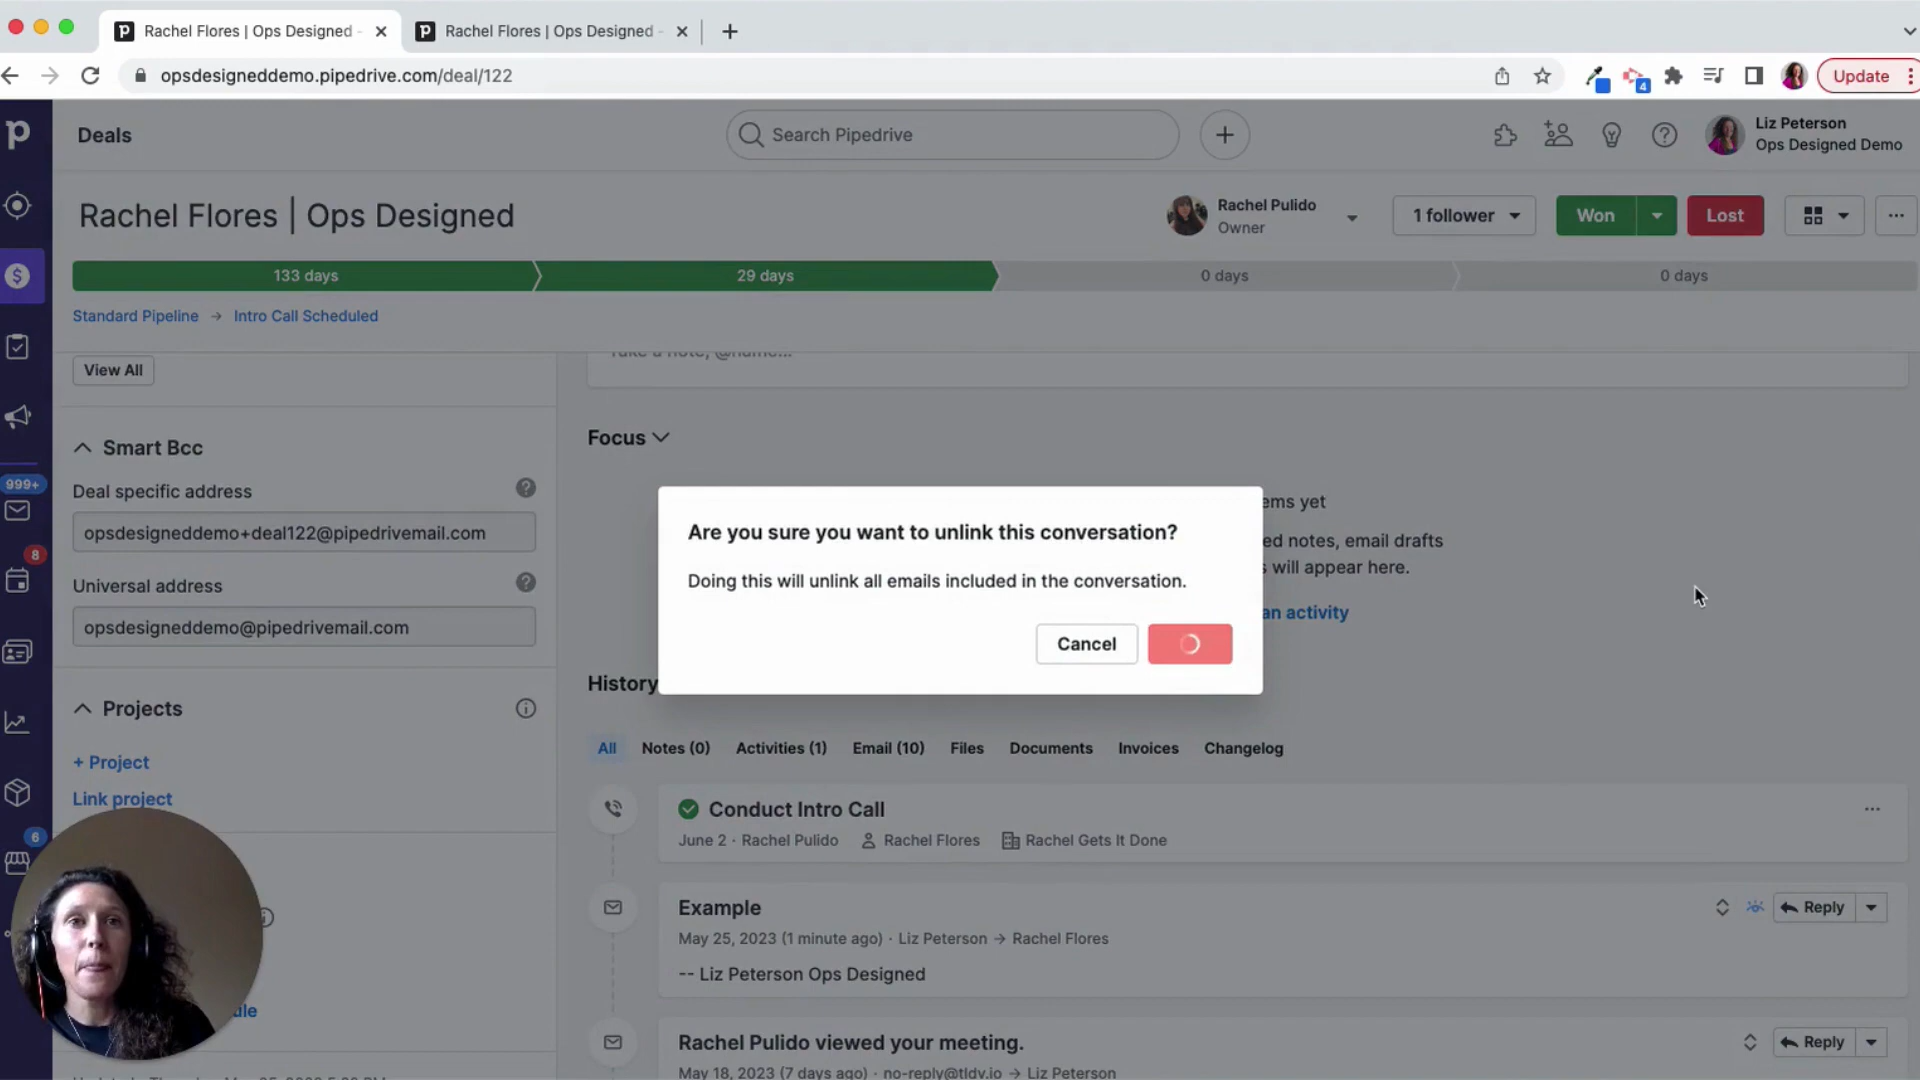 Rachel Flores | Ops Designed -
Rachel Flores | Ops Designed -
opsdesigneddemo.pipedrive.com/deal/122
4
Update
p
Deals
Search Pipedrive
Liz Peterson
Ops Designed Demo
Rachel Flores | Ops Designed
Rachel Pulido
Owner
1 follower
Won
Lost
133 days
29 days
0 days
0 days
Standard Pipeline → Intro Call Scheduled
View All
Take a note, @name...
Smart Bcc
Deal specific address
opsdesigneddemo+deal122@pipedrivemail.com
Universal address
opsdesigneddemo@pipedrivemail.com
999+
8
6
Projects
+ Project
Link project
Focus
ems yet
ed notes, email drafts
s will appear here.
an activity
Are you sure you want to unlink this conversation?
Doing this will unlink all emails included in the conversation.
Cancel
History
All
Notes (0)
Activities (1)
Email (10)
Files
Documents
Invoices
Changelog
Conduct Intro Call
June 2 · Rachel Pulido
Rachel Flores
Rachel Gets It Done
Example
Reply
May 25, 2023 (1 minute ago) · Liz Peterson → Rachel Flores
-- Liz Peterson Ops Designed
Rachel Pulido viewed your meeting.
Reply
May 18, 2023 (7 days ago) · no-reply@tldv.io → Liz Peterson